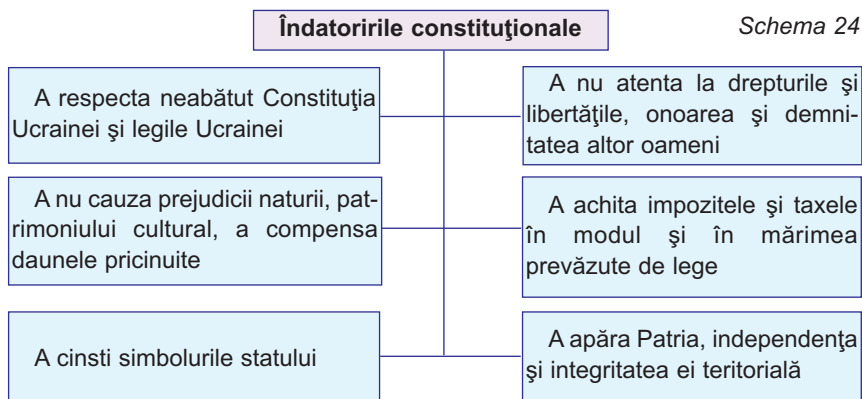 Îndatoririle constituţionale
Schema 24
A respecta neabătut Constituţia
Ucrainei şi legile Ucrainei
A nu atenta la drepturile şi
libertăţile, onoarea şi demni-
tatea altor oameni
A nu cauza prejudicii naturii, pat-
rimoniului cultural, a compensa
daunele pricinuite
A achita impozitele şi taxele
în modul şi în mărimea
prevăzute de lege
A cinsti simbolurile statului
A apăra Patria, independenţa
şi integritatea ei teritorială